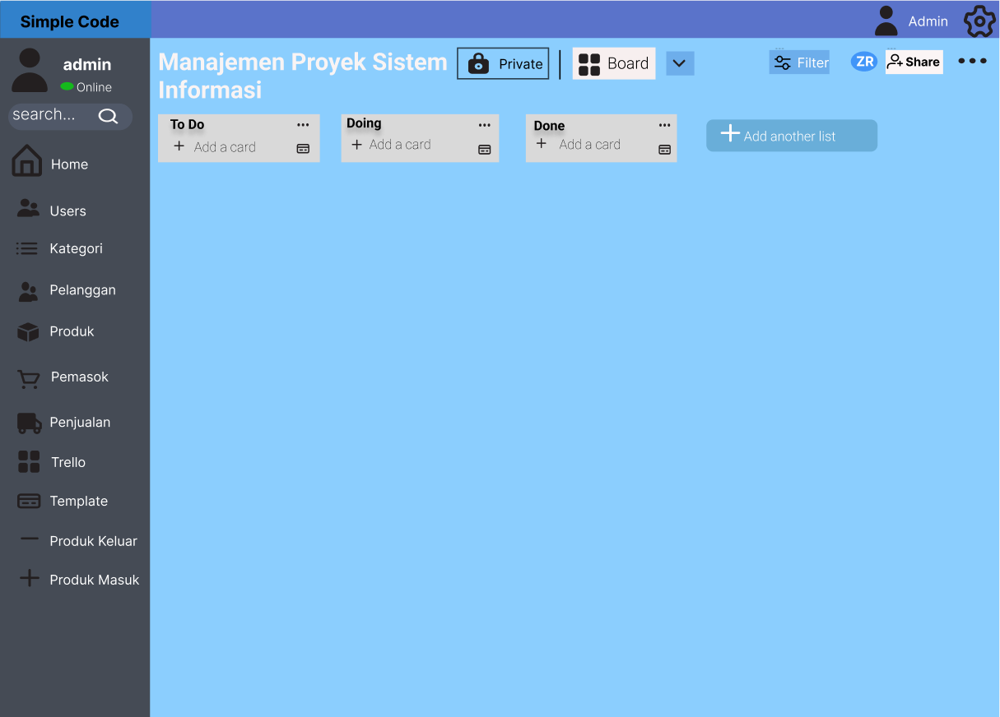 Simple Code
Admin
admin
Online
search...
Home
Users
Kategori
Pelanggan
Produk
Pemasok
Penjualan
Trello
Template
Produk Keluar
Produk Masuk
Manajemen Proyek Sistem
Informasi
Private
Board
Filter
ZR
Share
To Do
Add a card
Doing
Add a card
Done
Add a card
Add another list